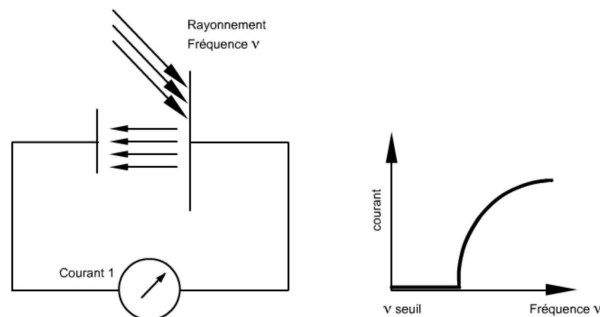 Rayonnement
Fréquence ν
Courant 1
courant
ν seuil
Fréquence ν